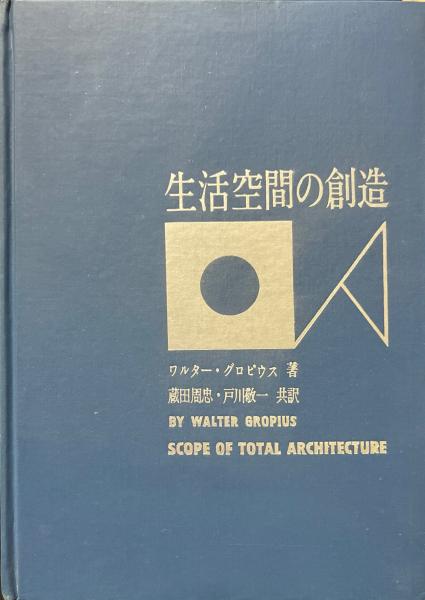 生活空間の創造
ワルター・グロピウス 著
蔵田周忠・戸川敬一 共訳
BY WALTER GROPIUS
SCOPE OF TOTAL ARCHITECTURE